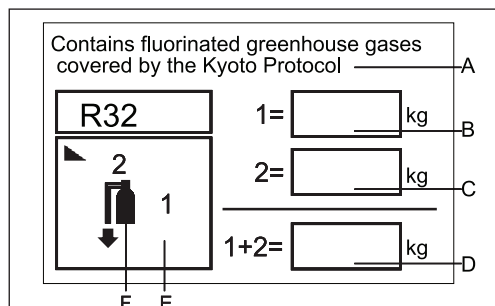 Contains fluorinated greenhouse gases
covered by the Kyoto Protocol
A
R32
1=
kg
B
2
1
2=
kg
C
1+2=
kg
D
F
E